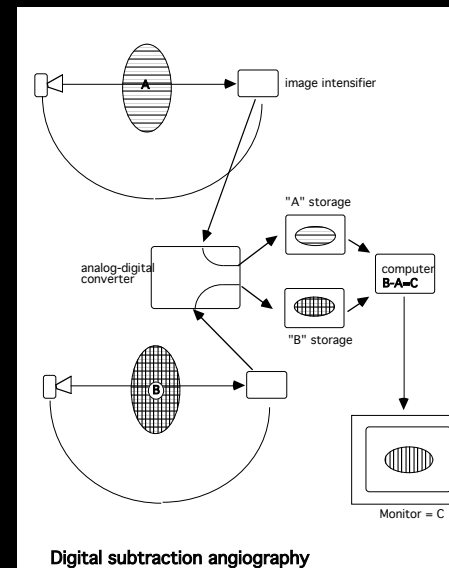 A
image intensifier
"A" storage
analog-digital
converter
computer
B-A=C
"B" storage
B
Monitor = C
Digital subtraction angiography